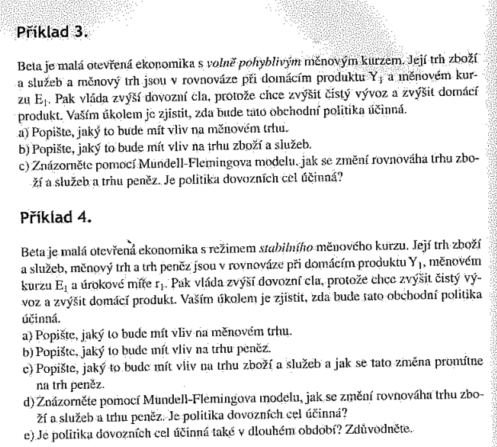 Příklad 3.
Beta je malá otevřená ekonomika s volně pohyblivým měnovým kurzem. Její trh zboží
a služeb a měnový trh jsou v rovnováze při domácím produktu Y₁ a měnovém kur-
zu E₁. Pak vláda zvýší dovozní cla, protože chce zvýšit čistý vývoz a zvýšit domácí
produkt. Vaším úkolem je zjistit, zda bude tato obchodní politika účinná.
a) Popište, jaký to bude mít vliv na měnovém trhu.
b) Popište, jaký to bude mít vliv na trhu zboží a služeb.
c) Znázorněte pomocí Mundell-Flemingova modelu, jak se změní rovnováha trhu zbo-
ží a služeb a trhu peněz. Je politika dovozních cel účinná?
Příklad 4.
Beta je malá otevřená ekonomika s režimem stabilního měnového kurzu. Její trh zboží
a služeb, měnový trh a trh peněz jsou v rovnováze při domácím produktu Y₁, měnovém
kurzu E₁ a úrokové míře r₁. Pak vláda zvýší dovozní cla, protože chce zvýšit čistý vý-
voz a zvýšit domácí produkt. Vaším úkolem je zjistit, zda bude tato obchodní politika
účinná.
a) Popište, jaký to bude mít vliv na měnovém trhu.
b) Popište, jaký to bude mít vliv na trhu peněz.
c) Popište, jaký to bude mít vliv na trhu zboží a služeb a jak se tato změna promítne
na trh peněz.
d) Znázorněte pomocí Mundell-Flemingova modelu, jak se změní rovnováha trhu zbo-
ží a služeb a trhu peněz. Je politika dovozních cel účinná?
e) Je politika dovozních cel účinná také v dlouhém období? Zdůvodněte.